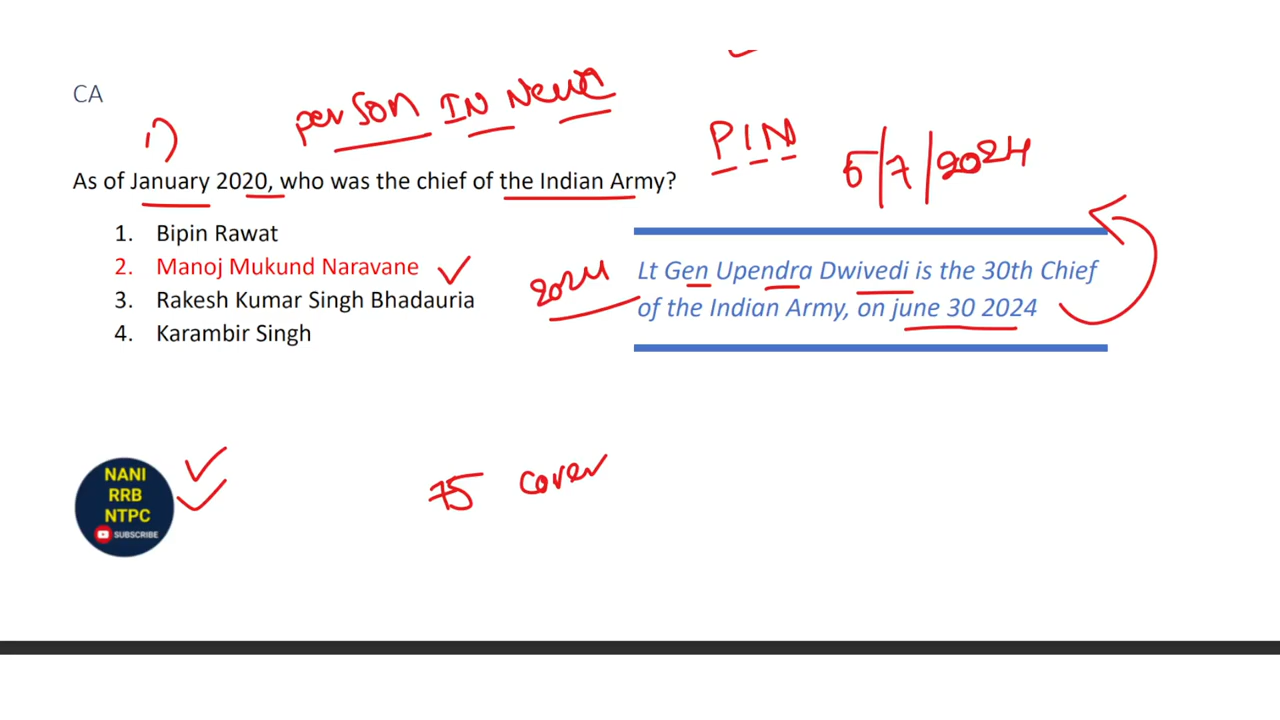 CA
person IN News
1)
PIN
5/7/2024
As of January 2020, who was the chief of the Indian Army?
1. Bipin Rawat
2. Manoj Mukund Naravane
3. Rakesh Kumar Singh Bhadauria
4. Karambir Singh
2024
Lt Gen Upendra Dwivedi is the 30th Chief
of the Indian Army, on june 30 2024
NANI
RRB
NTPC
SUBSCRIBE
75 cover